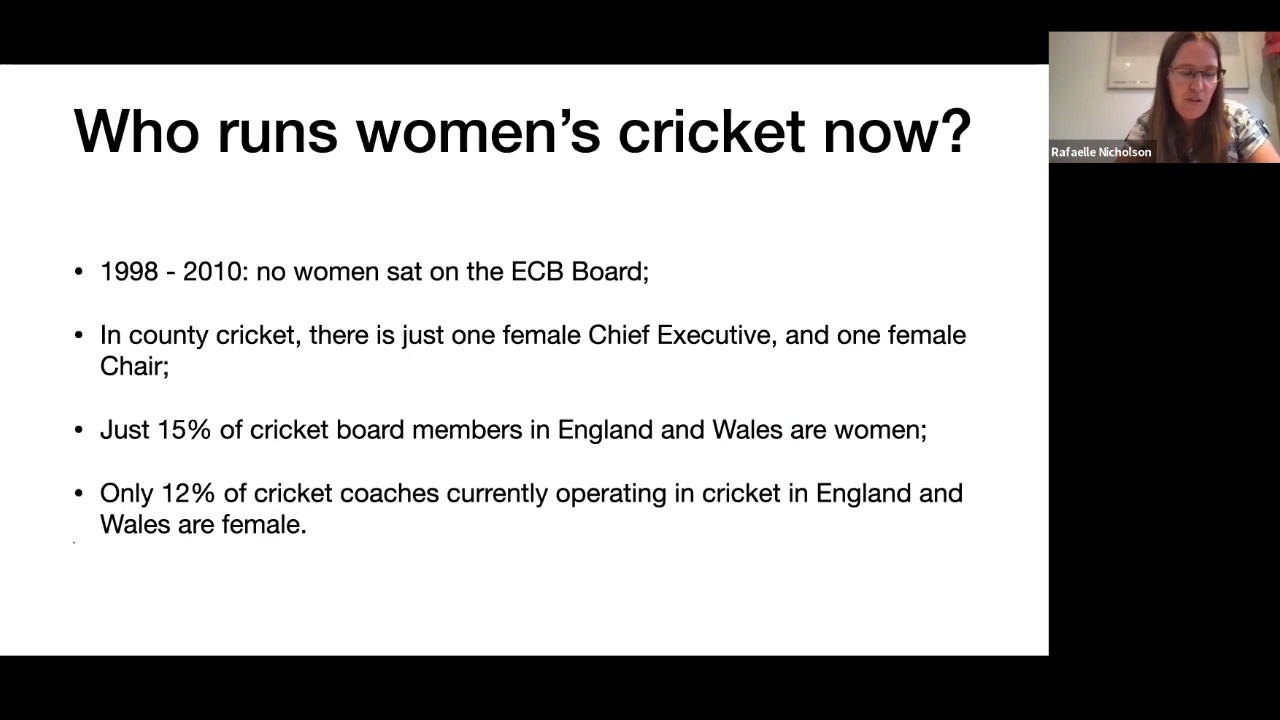 Who runs women’s cricket now?
• 1998 - 2010: no women sat on the ECB Board;
• In county cricket, there is just one female Chief Executive, and one female
Chair;
• Just 15% of cricket board members in England and Wales are women;
• Only 12% of cricket coaches currently operating in cricket in England and
Wales are female.
Rafaelle Nicholson